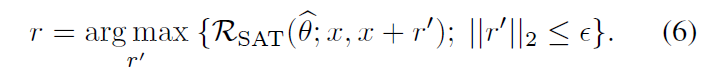 r = arg max {ℛ_SAT(θ̂; x, x + r′); ||r′||₂ ≤ ϵ}. (6)
r′